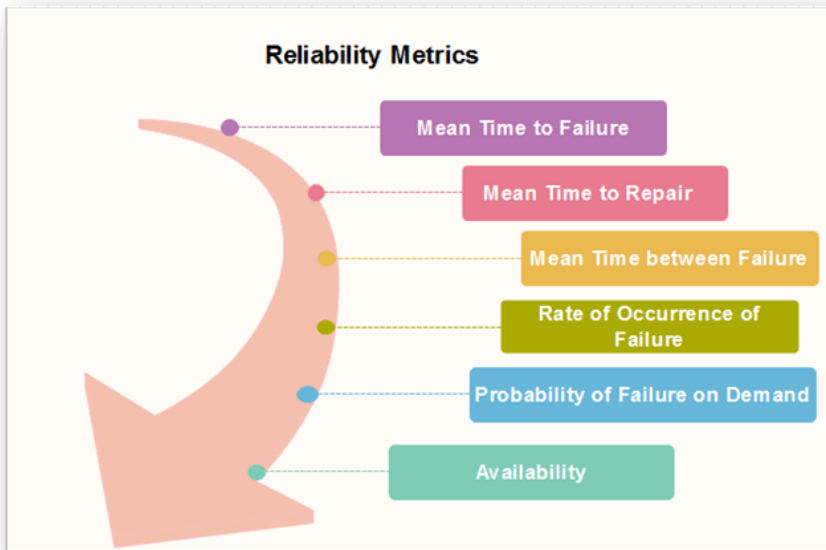 Reliability Metrics
Mean Time to Failure
Mean Time to Repair
Mean Time between Failure
Rate of Occurrence of
Failure
Probability of Failure on Demand
Availability